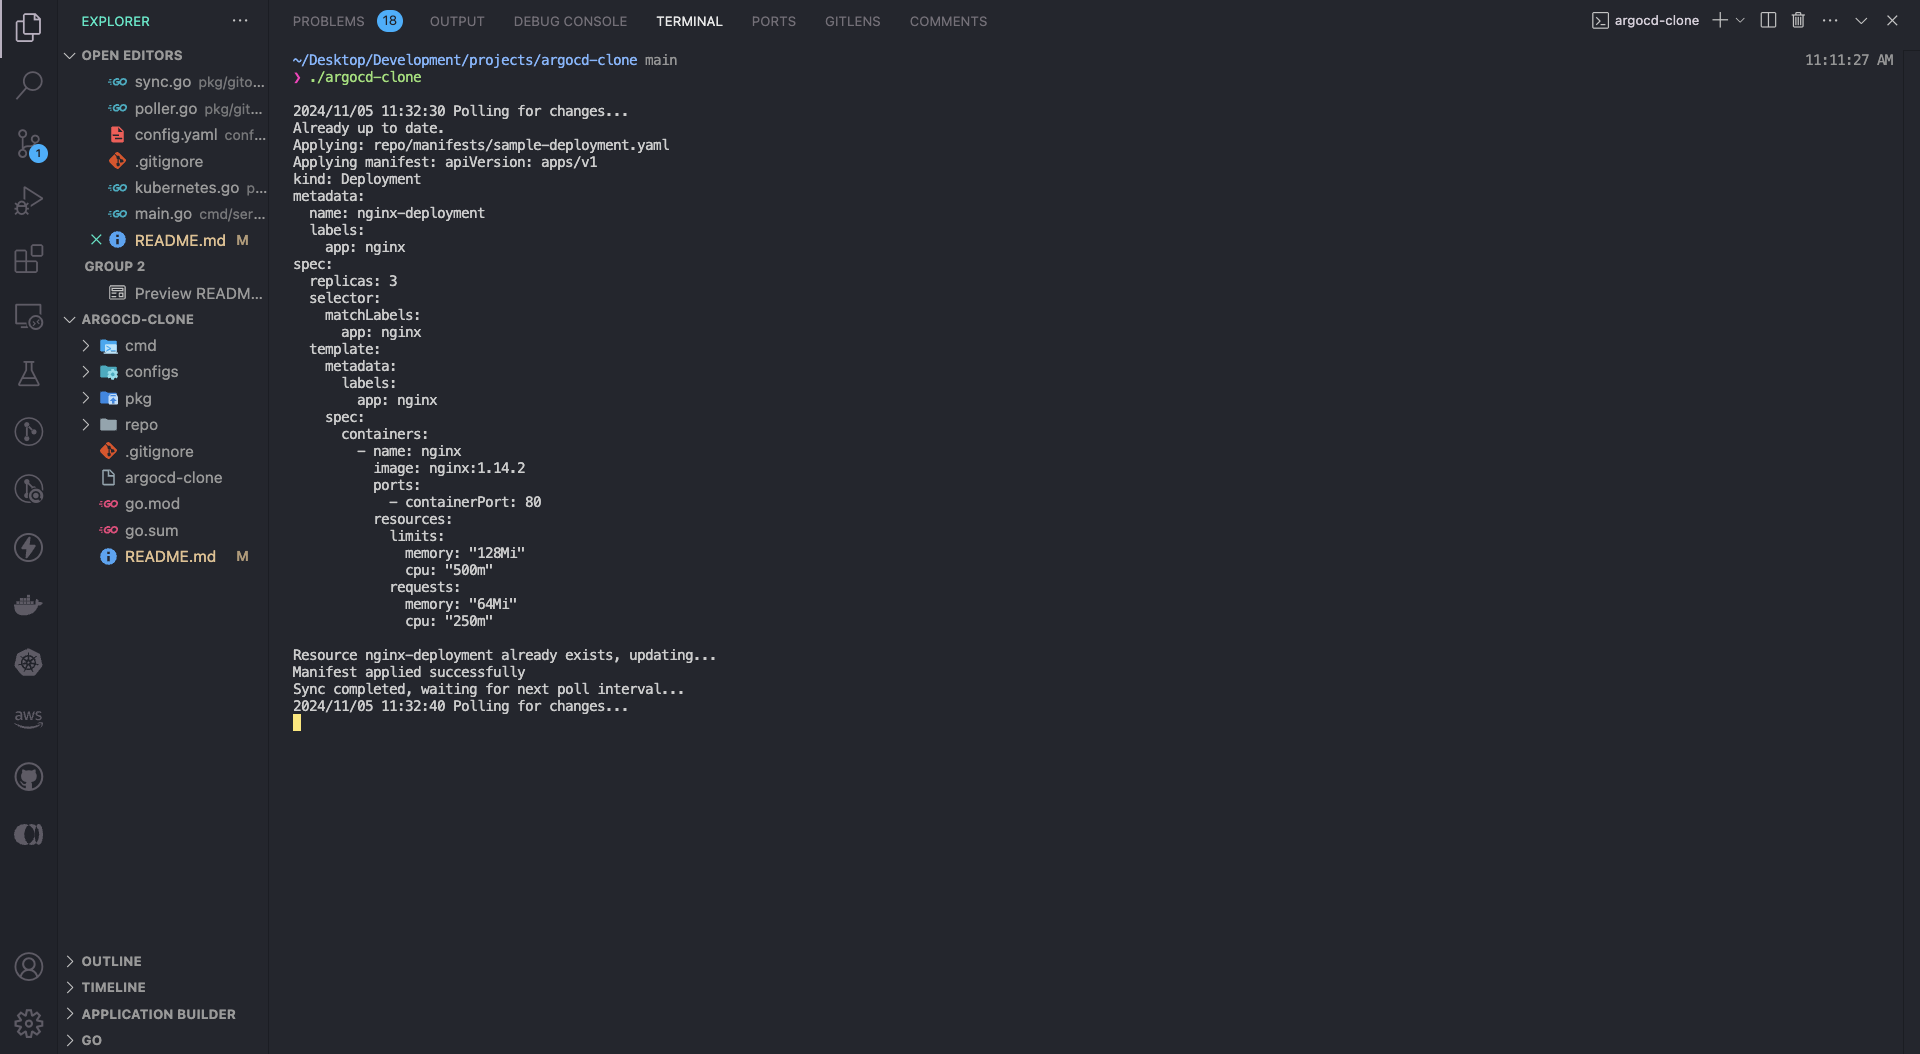 EXPLORER
OPEN EDITORS
sync.go pkg/gito...
poller.go pkg/git...
config.yaml conf...
.gitignore
kubernetes.go p...
main.go cmd/ser...
README.md M
GROUP 2
Preview READM...
ARGOCD-CLONE
cmd
configs
pkg
repo
.gitignore
argocd-clone
go.mod
go.sum
README.md M
OUTLINE
TIMELINE
APPLICATION BUILDER
GO
1
aws
PROBLEMS 18 OUTPUT DEBUG CONSOLE TERMINAL PORTS GITLENS COMMENTS
argocd-clone
~/Desktop/Development/projects/argocd-clone main 11:11:27 AM
❯ ./argocd-clone
2024/11/05 11:32:30 Polling for changes...
Already up to date.
Applying: repo/manifests/sample-deployment.yaml
Applying manifest: apiVersion: apps/v1
kind: Deployment
metadata:
  name: nginx-deployment
  labels:
    app: nginx
spec:
  replicas: 3
  selector:
    matchLabels:
      app: nginx
  template:
    metadata:
      labels:
        app: nginx
    spec:
      containers:
        - name: nginx
          image: nginx:1.14.2
          ports:
            - containerPort: 80
          resources:
            limits:
              memory: "128Mi"
              cpu: "500m"
            requests:
              memory: "64Mi"
              cpu: "250m"
Resource nginx-deployment already exists, updating...
Manifest applied successfully
Sync completed, waiting for next poll interval...
2024/11/05 11:32:40 Polling for changes...